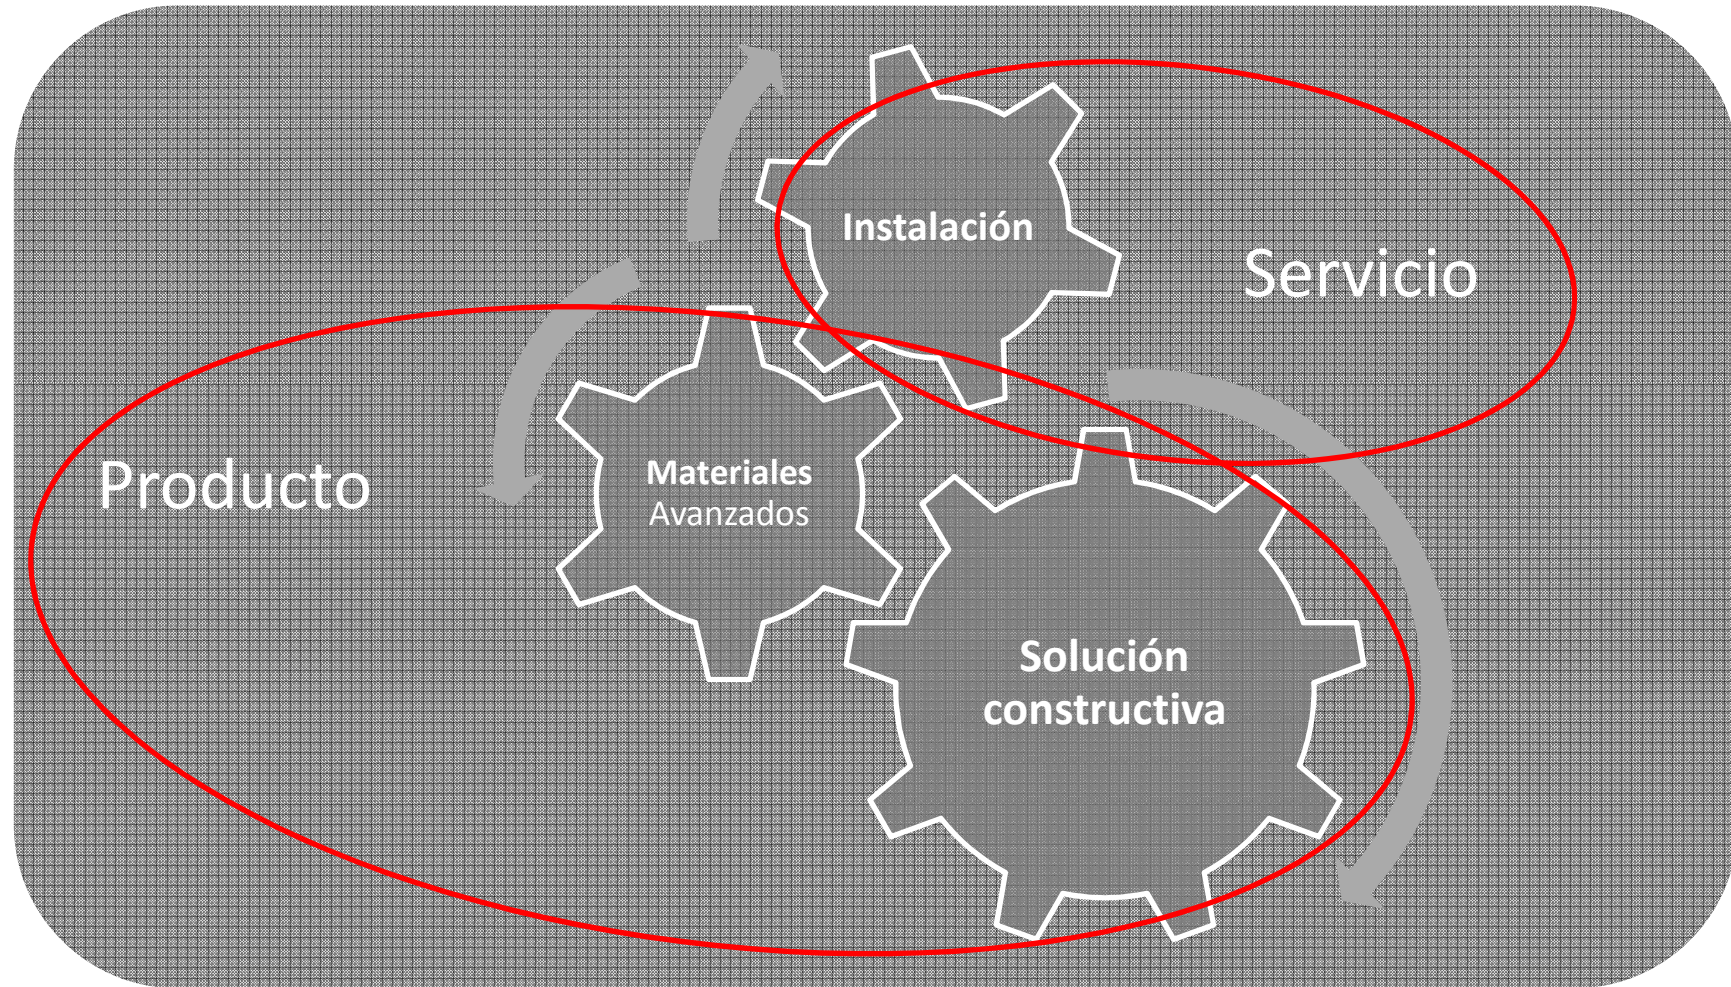 Instalación
Servicio
Producto
Materiales
Avanzados
Solución
constructiva